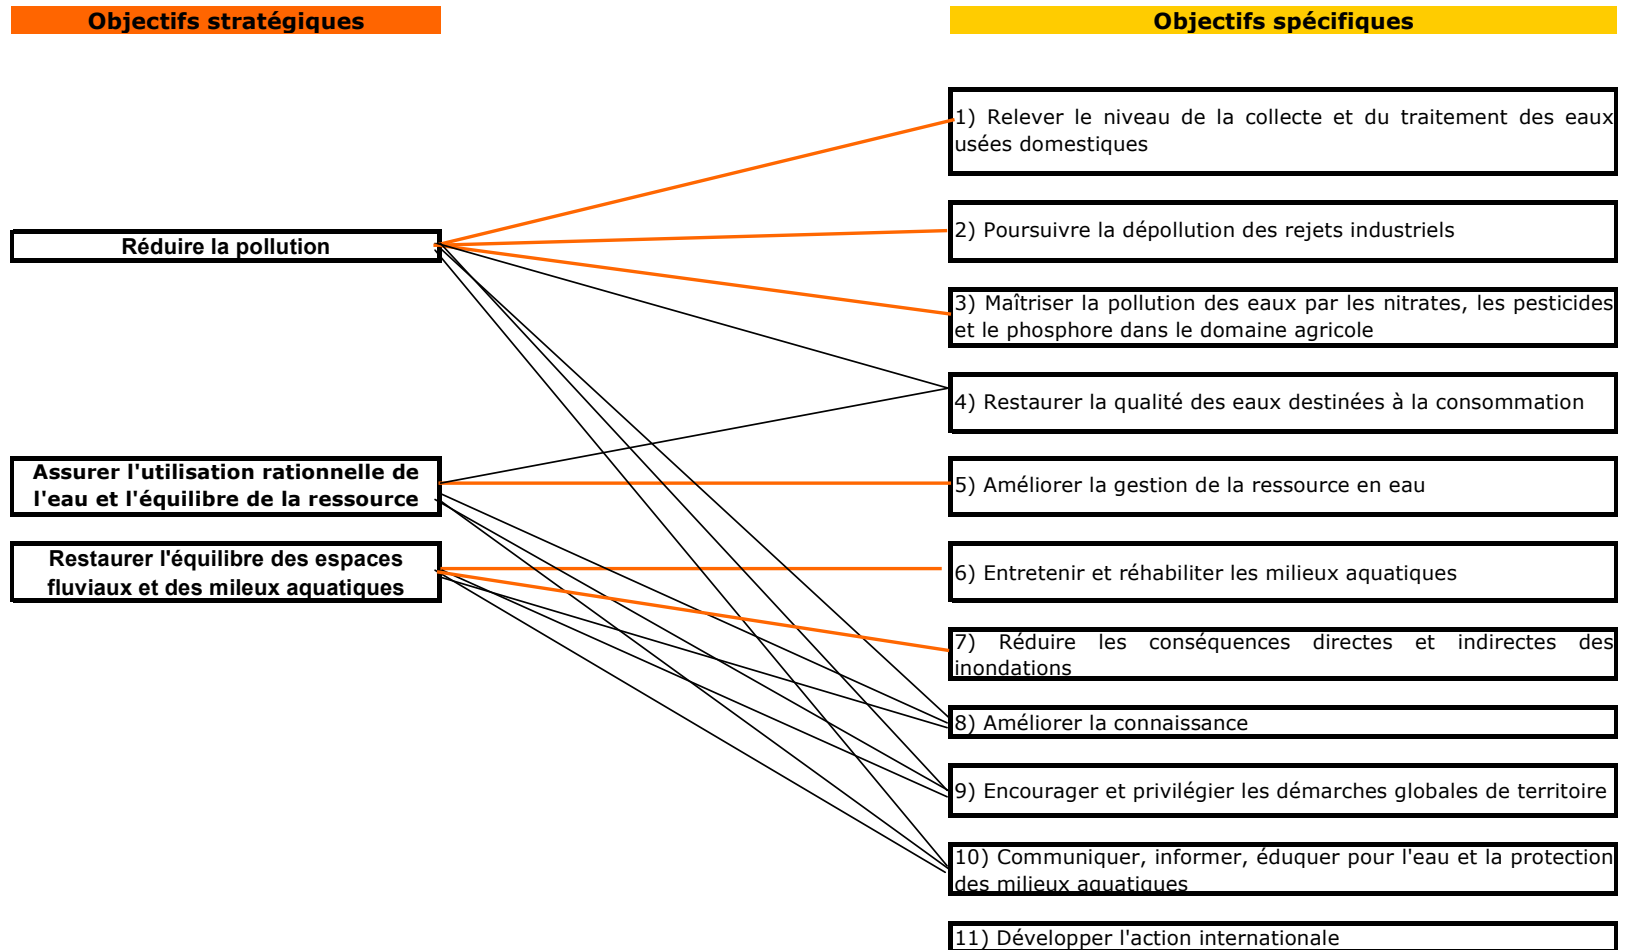 Objectifs stratégiques
Objectifs spécifiques
1) Relever le niveau de la collecte et du traitement des eaux
usées domestiques
Réduire la pollution
2) Poursuivre la dépollution des rejets industriels
3) Maîtriser la pollution des eaux par les nitrates, les pesticides
et le phosphore dans le domaine agricole
4) Restaurer la qualité des eaux destinées à la consommation
Assurer l'utilisation rationnelle de
l'eau et l'équilibre de la ressource
5) Améliorer la gestion de la ressource en eau
Restaurer l'équilibre des espaces
fluviaux et des mileux aquatiques
6) Entretenir et réhabiliter les milieux aquatiques
7) Réduire les conséquences directes et indirectes des
inondations
8) Améliorer la connaissance
9) Encourager et privilégier les démarches globales de territoire
10) Communiquer, informer, éduquer pour l'eau et la protection
des milieux aquatiques
11) Développer l'action internationale